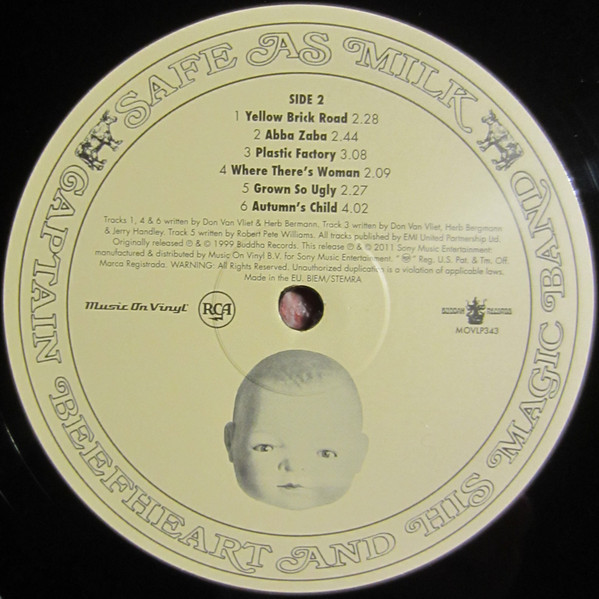 SAFE AS MILK
SIDE 2
1 Yellow Brick Road 2.28
2 Abba Zaba 2.44
3 Plastic Factory 3.08
4 Where There's Woman 2.09
5 Grown So Ugly 2.27
6 Autumn's Child 4.02
Tracks 1, 4 & 6 written by Don Van Vliet & Herb Bermann, Track 3 written by Don Van Vliet, Herb Bergmann
& Jerry Handley. Track 5 written by Robert Pete Williams. All tracks published by EMI United Partnership Ltd.
Originally released ℗ & © 1999 Buddha Records. This release ℗ & © 2011 Sony Music Entertainment:
manufactured & distributed by Music On Vinyl B.V. for Sony Music Entertainment. " " Reg. U.S. Pat. & Tm. Off.
Marca Registrada. WARNING: All Rights Reserved. Unauthorized duplication is a violation of applicable laws.
Made in the EU. BIEM/STEMRA
Music On Vinyl
RCA
BUDDHA RECORDS
MOVLP343
CAPTAIN BEEFHEART AND HIS MAGIC BAND